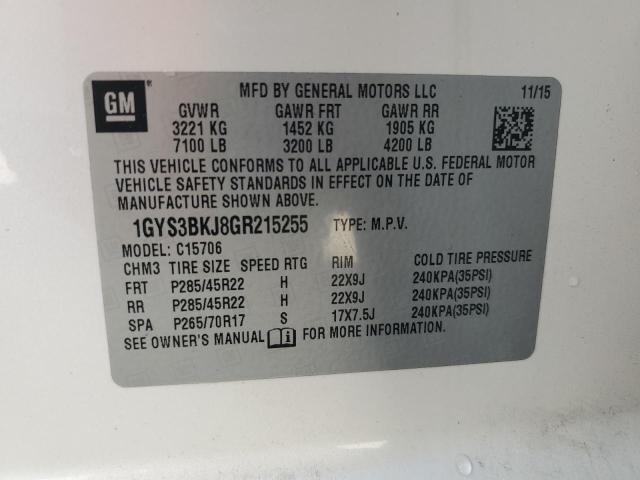 GM
MFD BY GENERAL MOTORS LLC 11/15
GVWR GAWR FRT GAWR RR
3221 KG 1452 KG 1905 KG
7100 LB 3200 LB 4200 LB
THIS VEHICLE CONFORMS TO ALL APPLICABLE U.S. FEDERAL MOTOR
VEHICLE SAFETY STANDARDS IN EFFECT ON THE DATE OF
MANUFACTURE SHOWN ABOVE.
1GYS3BKJ8GR215255 TYPE: M.P.V.
MODEL: C15706
CHM3 TIRE SIZE SPEED RTG RIM COLD TIRE PRESSURE
FRT P285/45R22 H 22X9J 240KPA(35PSI)
RR P285/45R22 H 22X9J 240KPA(35PSI)
SPA P265/70R17 S 17X7.5J 240KPA(35PSI)
SEE OWNER'S MANUAL FOR MORE INFORMATION.